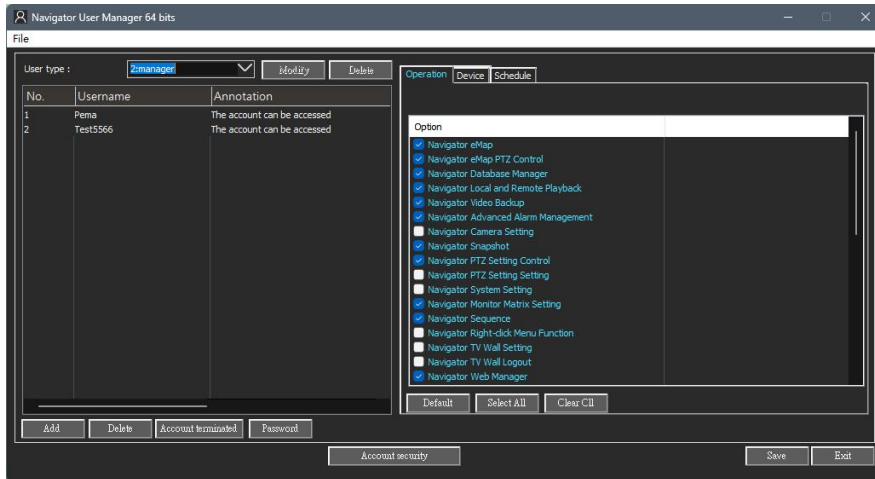 Navigator User Manager 64 bits
File
User type :
2:manager
Modify
Delete
No.
Username
Annotation
1
Pema
The account can be accessed
2
Test5566
The account can be accessed
Add
Delete
Account terminated
Password
Operation
Device
Schedule
Option
Navigator eMap
Navigator eMap PTZ Control
Navigator Database Manager
Navigator Local and Remote Playback
Navigator Video Backup
Navigator Advanced Alarm Management
Navigator Camera Setting
Navigator Snapshot
Navigator PTZ Setting Control
Navigator PTZ Setting Setting
Navigator System Setting
Navigator Monitor Matrix Setting
Navigator Sequence
Navigator Right-click Menu Function
Navigator TV Wall Setting
Navigator TV Wall Logout
Navigator Web Manager
Default
Select All
Clear Cll
Account security
Save
Exit